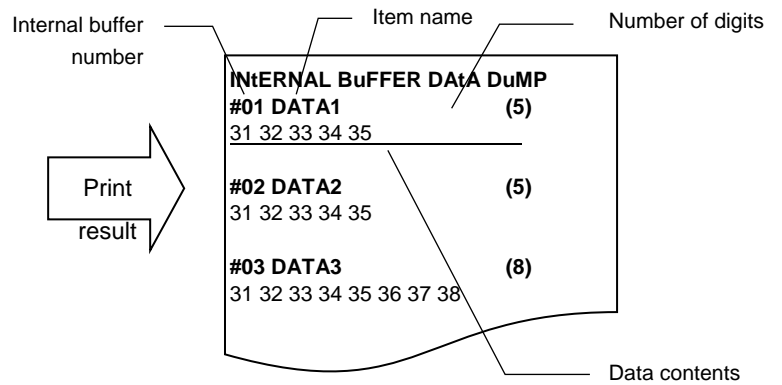 Internal buffer number
Item name
Number of digits
INtERNAL BuFFER DAtA DuMP
#01 DATA1 (5)
31 32 33 34 35
#02 DATA2 (5)
31 32 33 34 35
#03 DATA3 (8)
31 32 33 34 35 36 37 38
Print
result
Data contents